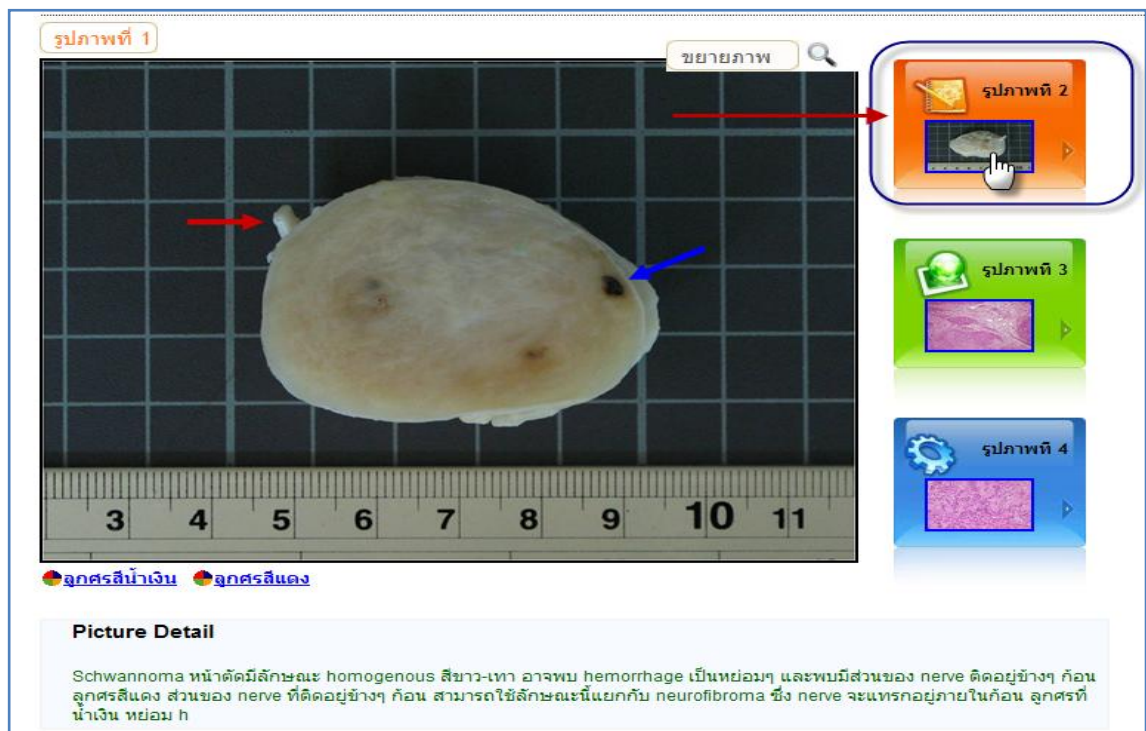 รูปภาพที่ 1
ขยายภาพ
รูปภาพที่ 2
รูปภาพที่ 3
รูปภาพที่ 4
3 4 5 6 7 8 9 10 11
ลูกศรสีน้ำเงิน ลูกศรสีแดง
Picture Detail
Schwannoma หน้าตัดมีลักษณะ homogenous สีขาว-เทา อาจพบ hemorrhage เป็นหย่อมๆ และพบมีส่วนของ nerve ติดอยู่ข้างๆ ก้อน
ลูกศรสีแดง ส่วนของ nerve ที่ติดอยู่ข้างๆ ก้อน สามารถใช้ลักษณะนี้แยกกับ neurofibroma ซึ่ง nerve จะแทรกอยู่ภายในก้อน ลูกศรที่
น้ำเงิน หย่อม h